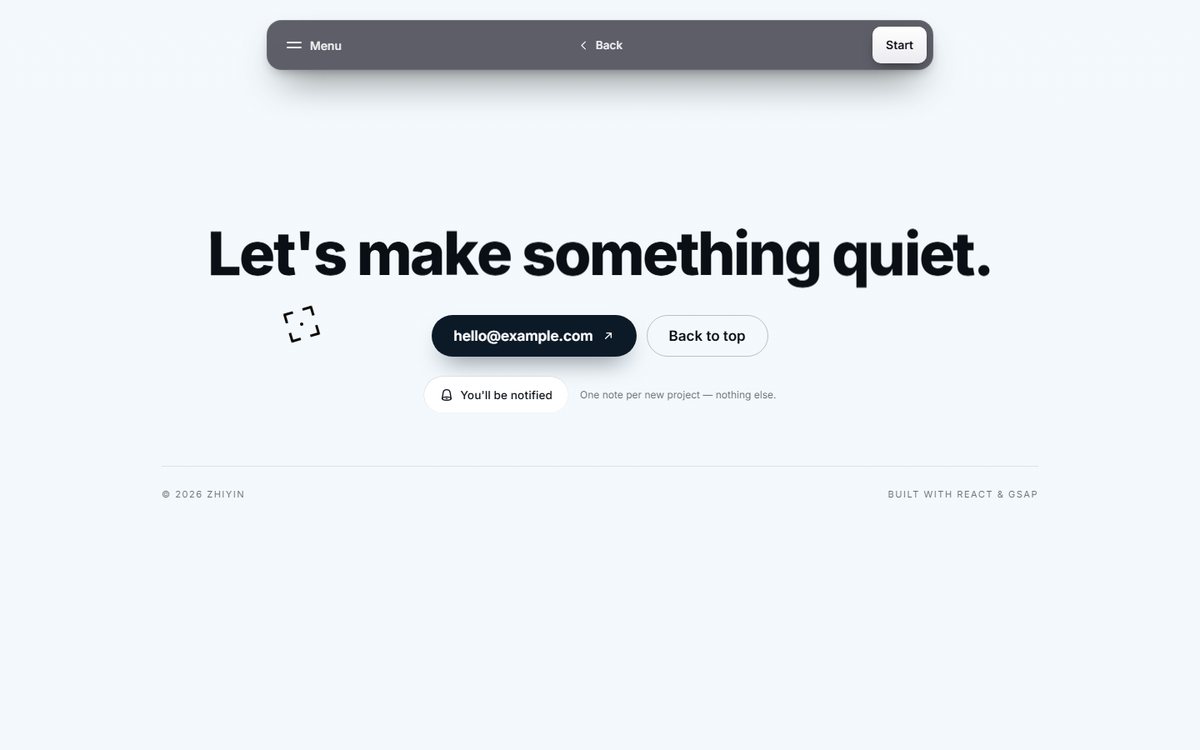 Menu
Back
Start
Let's make something quiet.
hello@example.com
Back to top
You'll be notified
One note per new project — nothing else.
© 2026 ZHIYIN
BUILT WITH REACT & GSAP